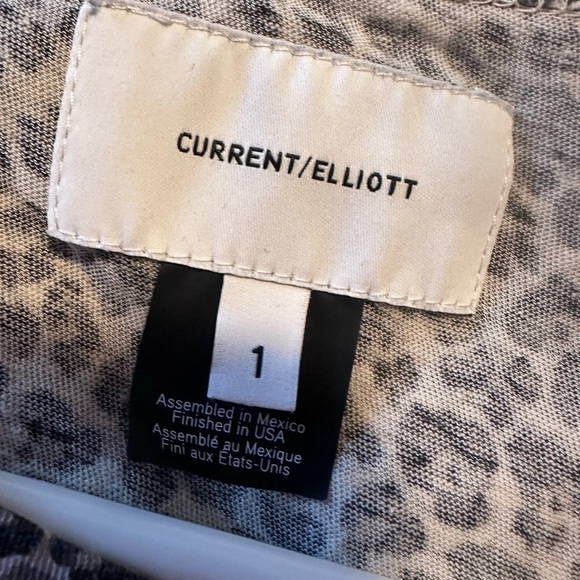 CURRENT/ELLIOTT
1
Assembled in Mexico
Finished in USA
Assemblé au Mexique
Fini aux États-Unis